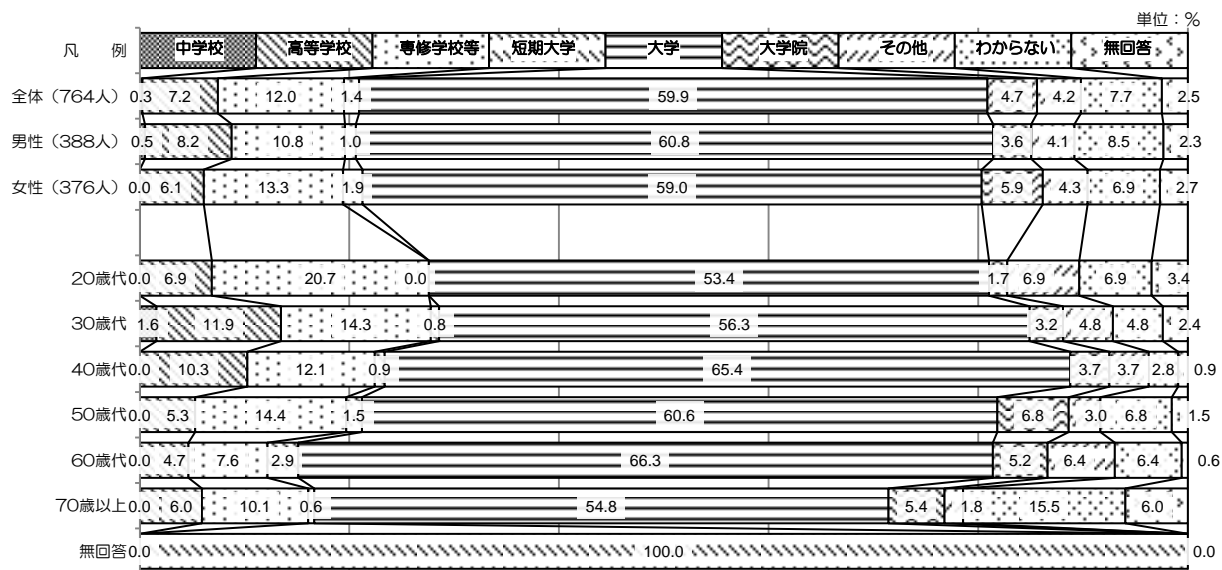 単位：%
凡　例 中学校 高等学校 専修学校等 短期大学 大学 大学院 その他 わからない 無回答
全体（764人） 0.3 7.2 12.0 1.4 59.9 4.7 4.2 7.7 2.5
男性（388人） 0.5 8.2 10.8 1.0 60.8 3.6 4.1 8.5 2.3
女性（376人） 0.0 6.1 13.3 1.9 59.0 5.9 4.3 6.9 2.7
20歳代 0.0 6.9 20.7 0.0 53.4 1.7 6.9 6.9 3.4
30歳代 1.6 11.9 14.3 0.8 56.3 3.2 4.8 4.8 2.4
40歳代 0.0 10.3 12.1 0.9 65.4 3.7 3.7 2.8 0.9
50歳代 0.0 5.3 14.4 1.5 60.6 6.8 3.0 6.8 1.5
60歳代 0.0 4.7 7.6 2.9 66.3 5.2 6.4 6.4 0.6
70歳以上 0.0 6.0 10.1 0.6 54.8 5.4 1.8 15.5 6.0
無回答 0.0 100.0 0.0